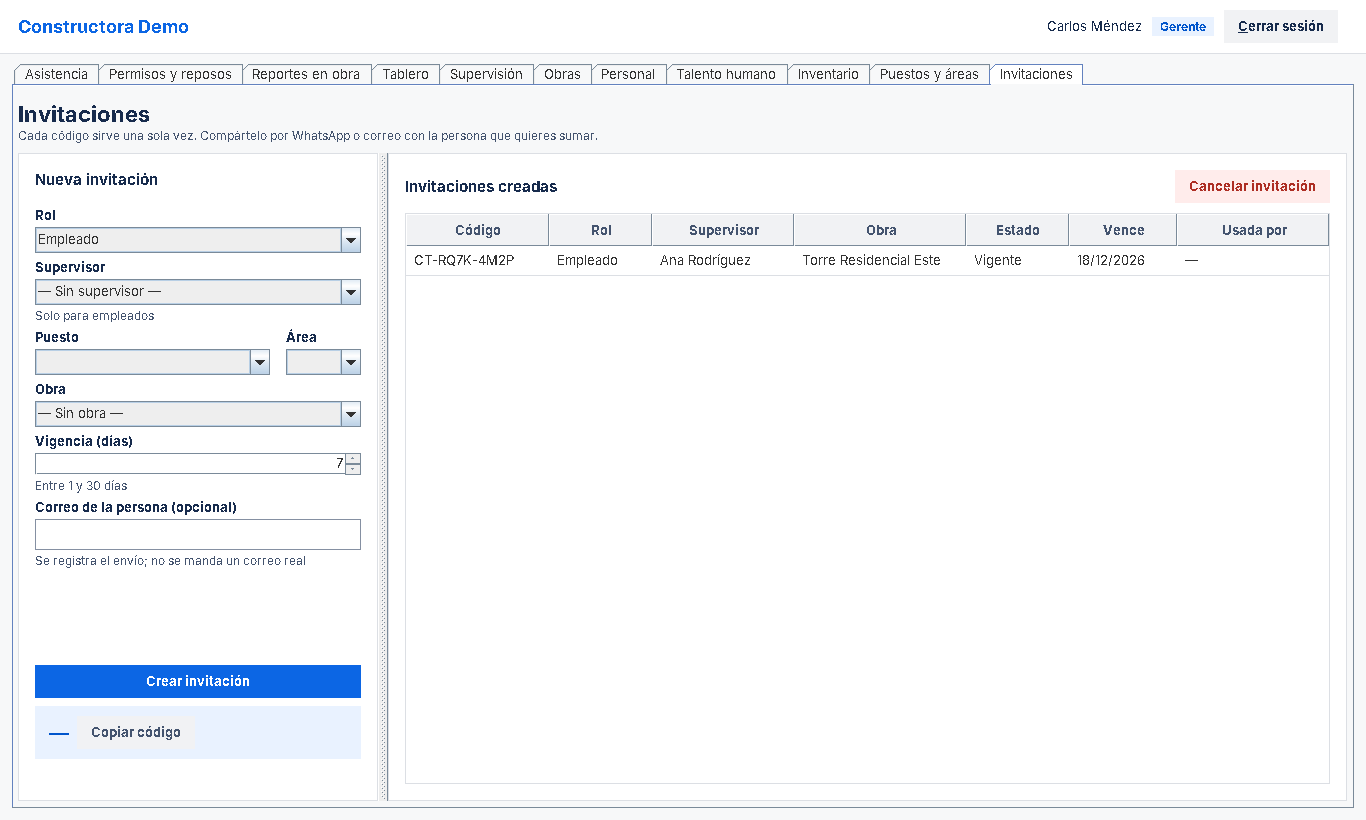 Constructora Demo
Carlos Méndez Gerente Cerrar sesión
Asistencia Permisos y reposos Reportes en obra Tablero Supervisión Obras Personal Talento humano Inventario Puestos y áreas Invitaciones
Invitaciones
Cada código sirve una sola vez. Compártelo por WhatsApp o correo con la persona que quieres sumar.
Nueva invitación
Rol
Empleado
Supervisor
— Sin supervisor —
Solo para empleados
Puesto Área
Obra
— Sin obra —
Vigencia (días)
7
Entre 1 y 30 días
Correo de la persona (opcional)
Se registra el envío; no se manda un correo real
Crear invitación
— Copiar código
Invitaciones creadas Cancelar invitación
Código Rol Supervisor Obra Estado Vence Usada por
CT-RQ7K-4M2P Empleado Ana Rodríguez Torre Residencial Este Vigente 18/12/2026 —